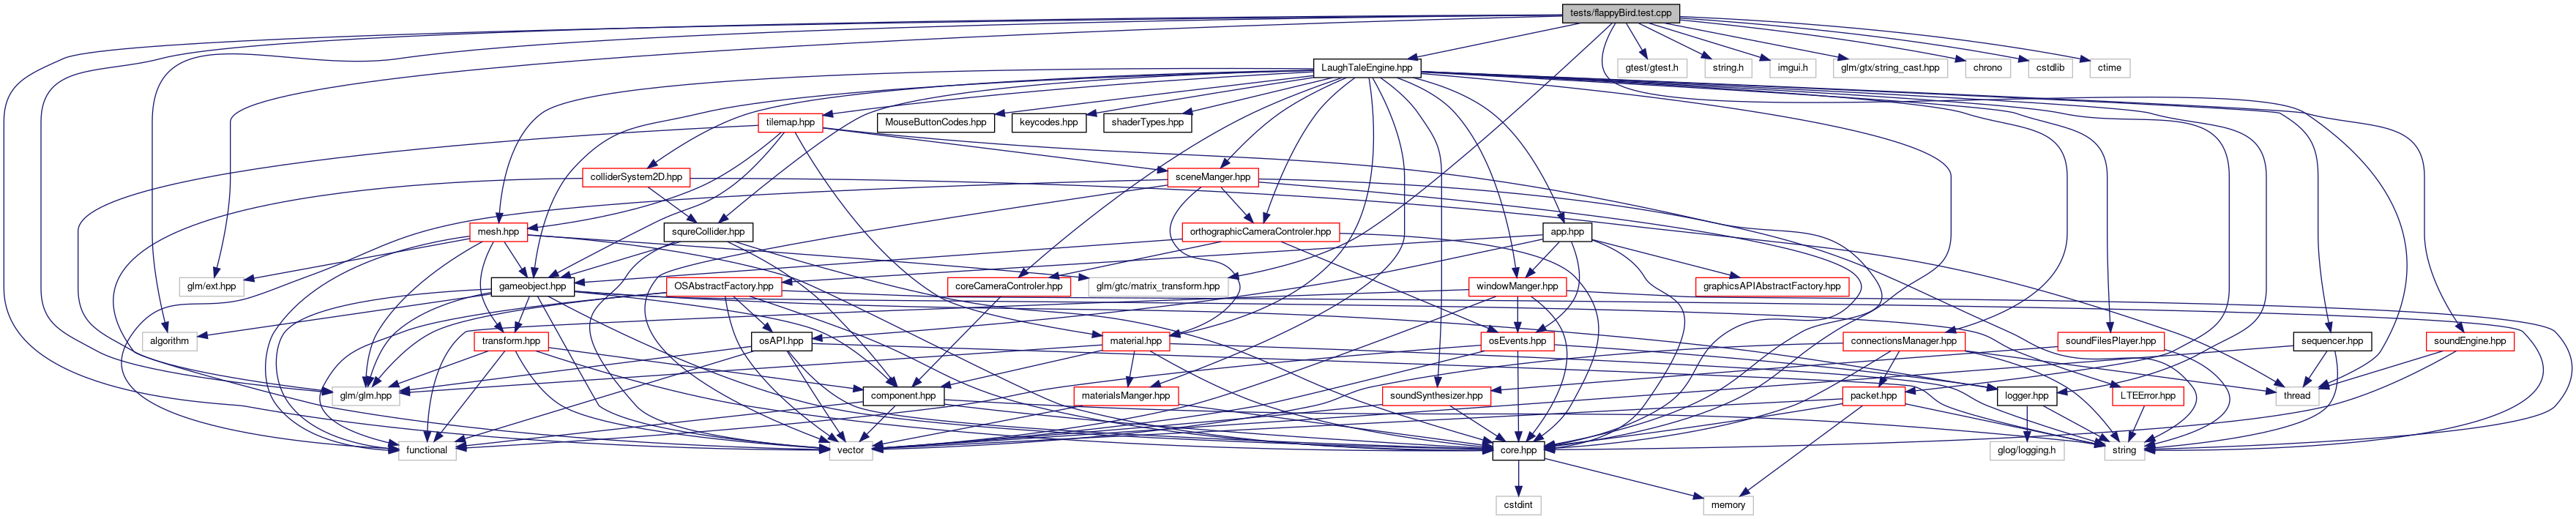 tests/flappyBird.test.cpp
LaughTaleEngine.hpp
gtest/gtest.h
string.h
imgui.h
glm/gtx/string_cast.hpp
chrono
cstdlib
ctime
tilemap.hpp
MouseButtonCodes.hpp
keycodes.hpp
shaderTypes.hpp
colliderSystem2D.hpp
sceneManger.hpp
mesh.hpp
squreCollider.hpp
orthographicCameraControler.hpp
app.hpp
glm/ext.hpp
gameobject.hpp
OSAbstractFactory.hpp
coreCameraControler.hpp
glm/gtc/matrix_transform.hpp
windowManger.hpp
graphicsAPIAbstractFactory.hpp
algorithm
transform.hpp
osAPI.hpp
material.hpp
osEvents.hpp
connectionsManager.hpp
soundFilesPlayer.hpp
sequencer.hpp
soundEngine.hpp
glm/glm.hpp
component.hpp
materialsManger.hpp
soundSynthesizer.hpp
packet.hpp
logger.hpp
LTEError.hpp
thread
functional
vector
core.hpp
glog/logging.h
string
cstdint
memory